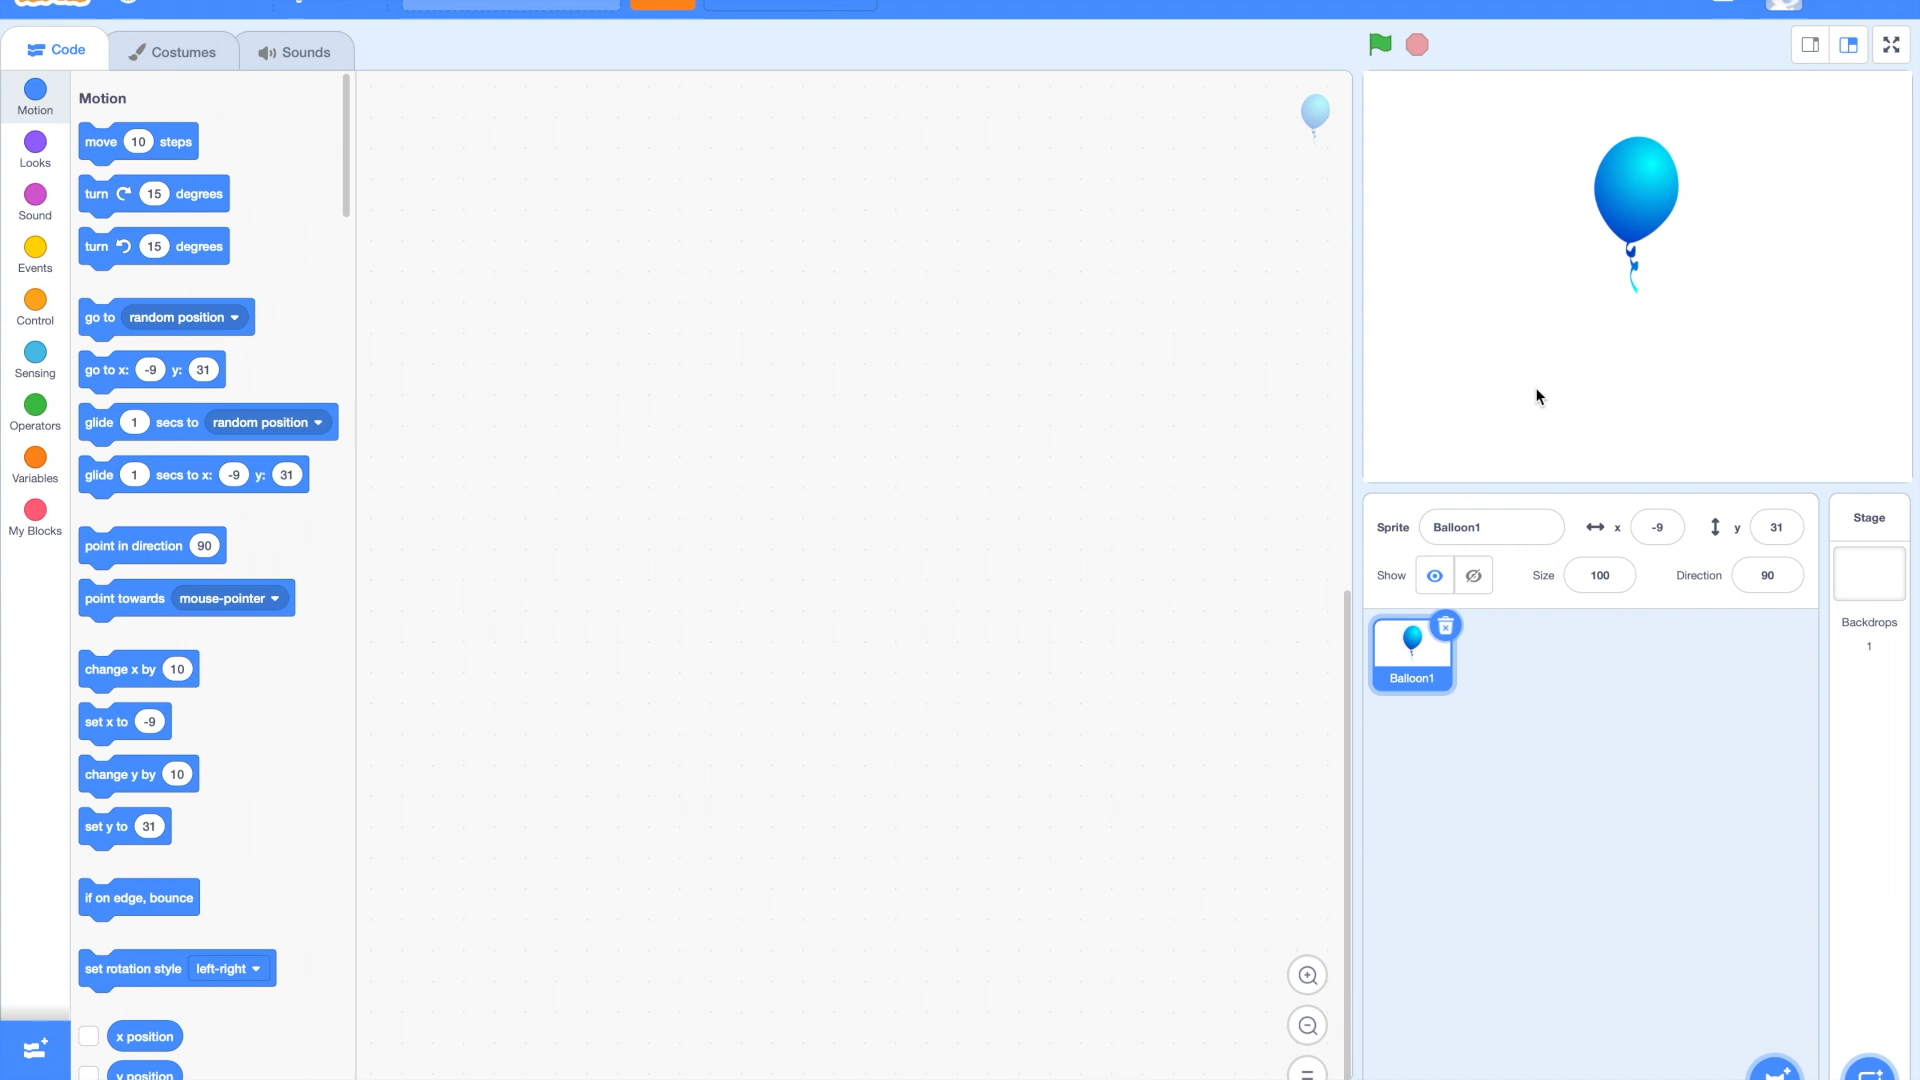 Code
Costumes
Sounds
Motion
Looks
Sound
Events
Control
Sensing
Operators
Variables
My Blocks
Motion
move 10 steps
turn 15 degrees
turn 15 degrees
go to random position
go to x: -9 y: 31
glide 1 secs to random position
glide 1 secs to x: -9 y: 31
point in direction 90
point towards mouse-pointer
change x by 10
set x to -9
change y by 10
set y to 31
if on edge, bounce
set rotation style left-right
x position
y position
Sprite Balloon1 x -9 y 31
Show Size 100 Direction 90
Balloon1
Stage
Backdrops
1